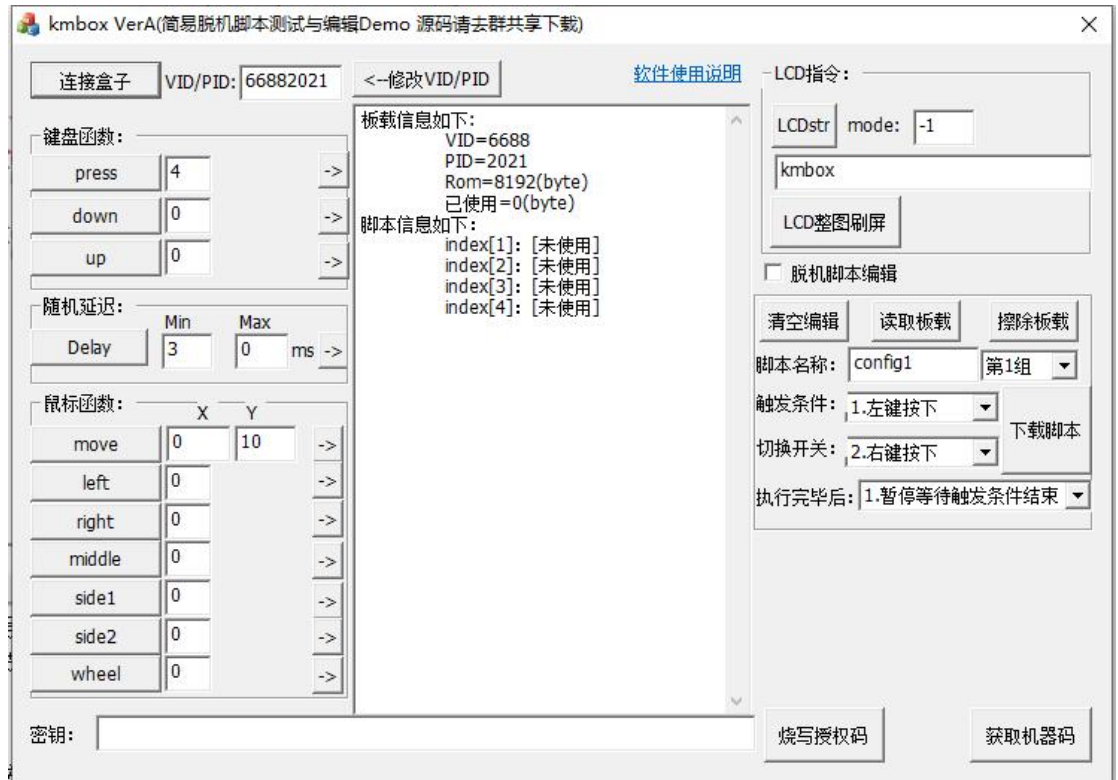 kmbox VerA(简易脱机脚本测试与编辑Demo 源码请去群共享下载)
连接盒子 VID/PID: 66882021 <--修改VID/PID 软件使用说明
键盘函数:
press 4 ->
down 0 ->
up 0 ->
随机延迟:
Min Max
Delay 3 0 ms ->
鼠标函数:
X Y
move 0 10 ->
left 0 ->
right 0 ->
middle 0 ->
side1 0 ->
side2 0 ->
wheel 0 ->
板载信息如下:
VID=6688
PID=2021
Rom=8192(byte)
已使用=0(byte)
脚本信息如下:
index[1]: [未使用]
index[2]: [未使用]
index[3]: [未使用]
index[4]: [未使用]
LCD指令:
LCDstr mode: -1
kmbox
LCD整图刷屏
脱机脚本编辑
清空编辑 读取板载 擦除板载
脚本名称: config1 第1组
触发条件: 1.左键按下
下载脚本
切换开关: 2.右健按下
执行完毕后: 1.暂停等待触发条件结束
密钥: 烧写授权码 获取机器码